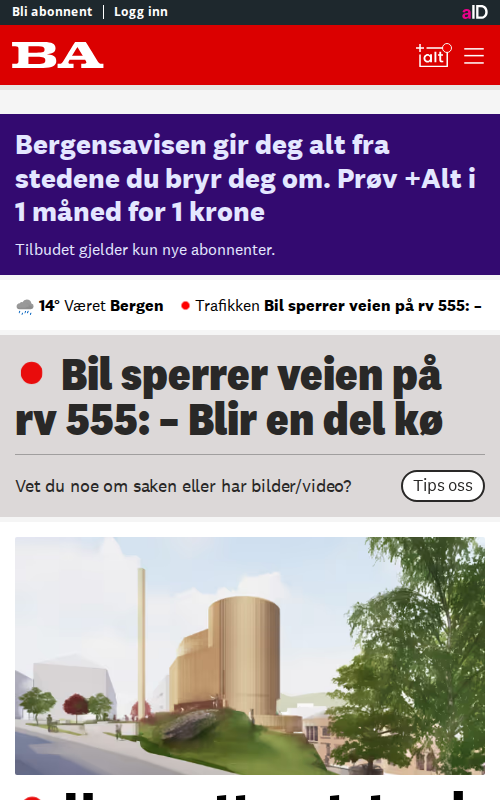 Bli abonnent
Logg inn
aID
BA
+alt
Bergensavisen gir deg alt fra
stedene du bryr deg om. Prøv +Alt i
1 måned for 1 krone
Tilbudet gjelder kun nye abonnenter.
14° Været Bergen
Trafikken Bil sperrer veien på rv 555: –
Bil sperrer veien på
rv 555: – Blir en del kø
Vet du noe om saken eller har bilder/video?
Tips oss